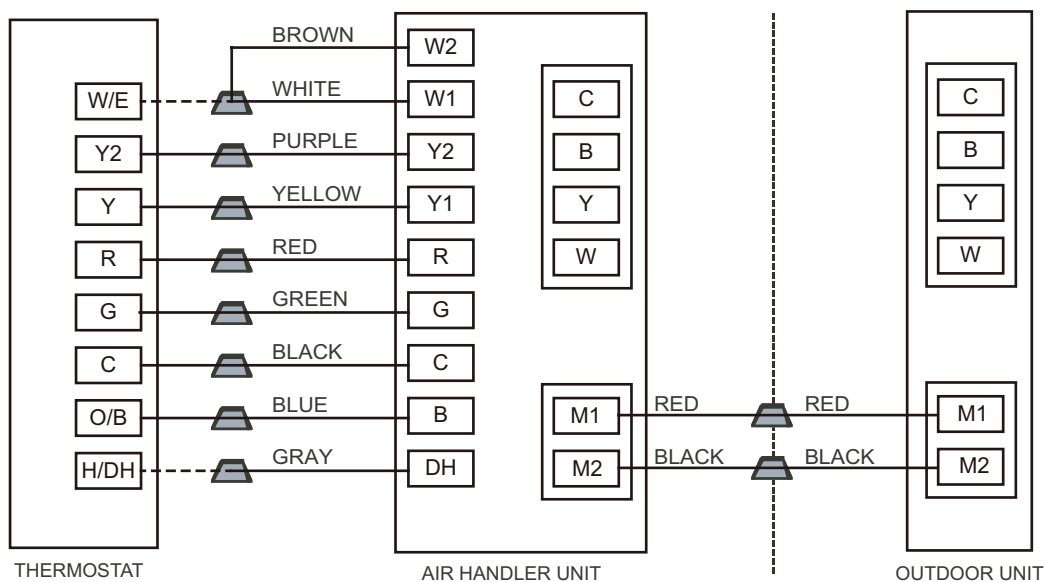 BROWN
W2
W/E
WHITE
W1
C
C
Y2
PURPLE
Y2
B
B
Y
YELLOW
Y1
Y
Y
R
RED
R
W
W
G
GREEN
G
C
BLACK
C
O/B
BLUE
B
M1
RED
RED
M1
H/DH
GRAY
DH
M2
BLACK
BLACK
M2
THERMOSTAT
AIR HANDLER UNIT
OUTDOOR UNIT